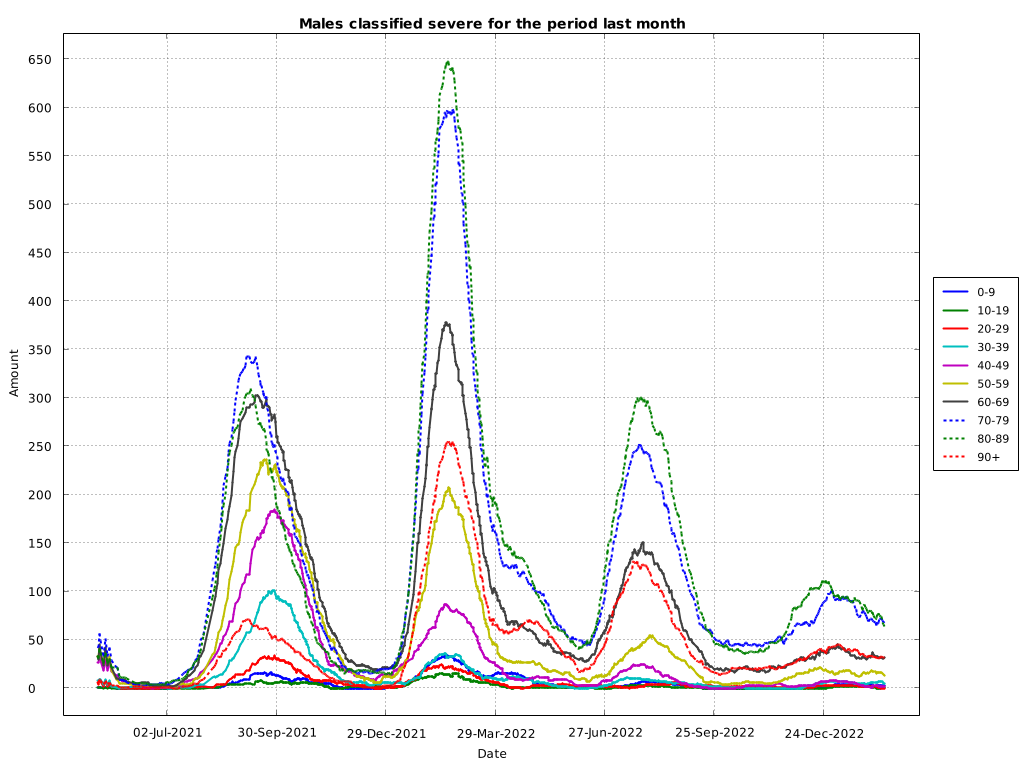 Males classified severe for the period last month
650
600
550
500
450
400
350
300
250
200
150
100
50
0
Amount
02-Jul-2021
30-Sep-2021
29-Dec-2021
29-Mar-2022
27-Jun-2022
25-Sep-2022
24-Dec-2022
Date
0-9
10-19
20-29
30-39
40-49
50-59
60-69
70-79
80-89
90+